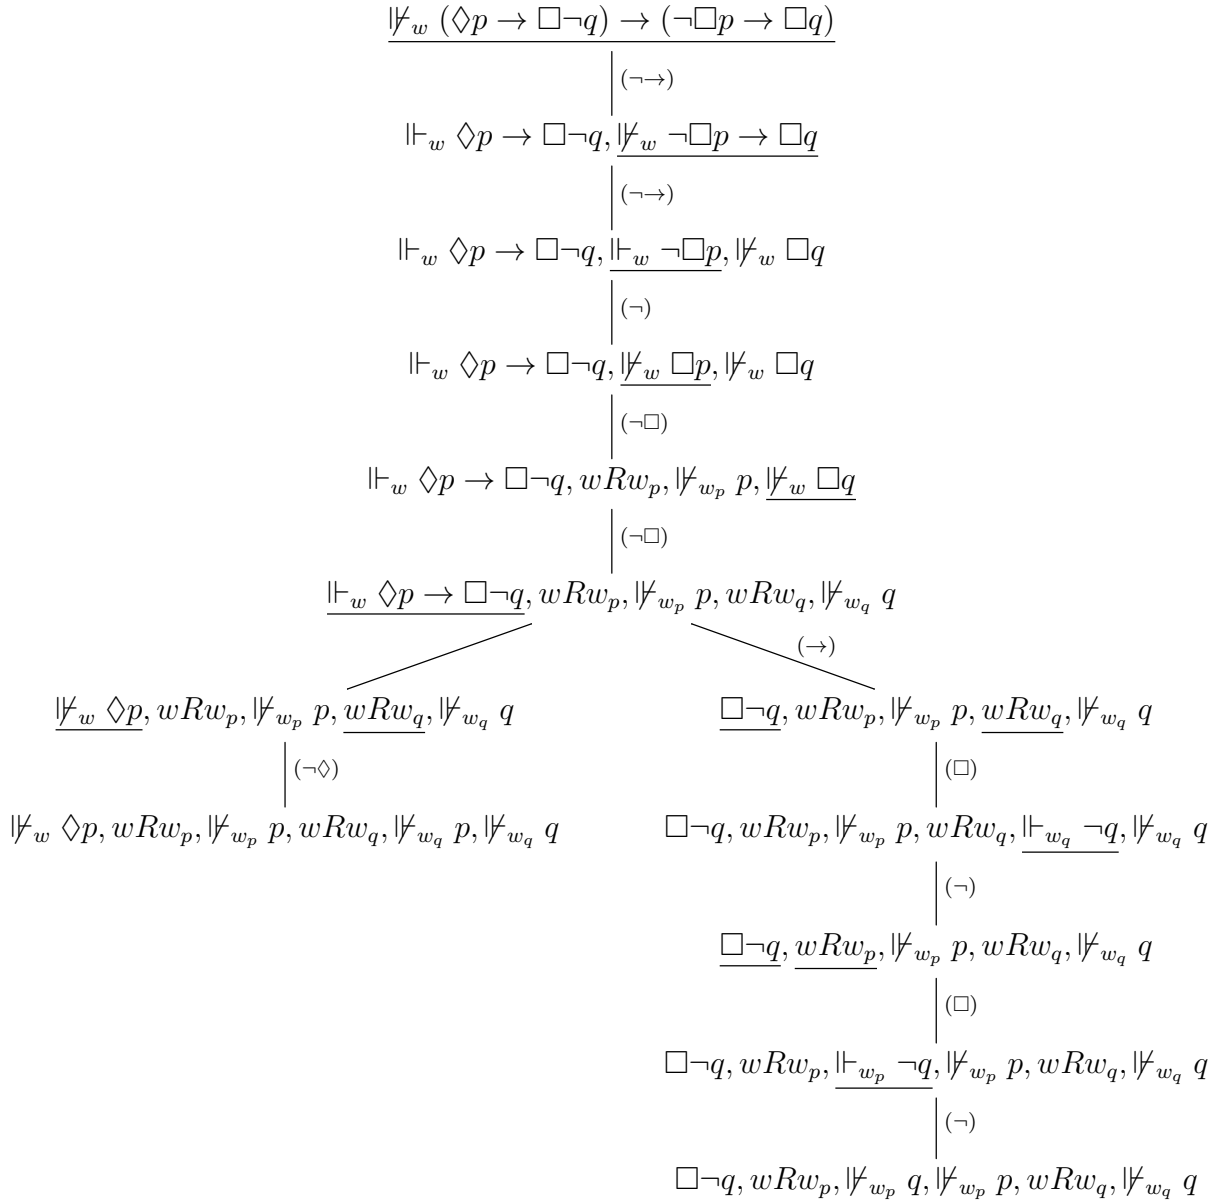 ⊮_w (◇p → □¬q) → (¬□p → □q)
(¬→)
⊩_w ◇p → □¬q, ⊮_w ¬□p → □q
(¬→)
⊩_w ◇p → □¬q, ⊩_w ¬□p, ⊮_w □q
(¬)
⊩_w ◇p → □¬q, ⊮_w □p, ⊮_w □q
(¬□)
⊩_w ◇p → □¬q, wRw_p, ⊮_{w_p} p, ⊮_w □q
(¬□)
⊩_w ◇p → □¬q, wRw_p, ⊮_{w_p} p, wRw_q, ⊮_{w_q} q
(→)
⊮_w ◇p, wRw_p, ⊮_{w_p} p, wRw_q, ⊮_{w_q} q
(¬◇)
⊮_w ◇p, wRw_p, ⊮_{w_p} p, wRw_q, ⊮_{w_q} p, ⊮_{w_q} q
□¬q, wRw_p, ⊮_{w_p} p, wRw_q, ⊮_{w_q} q
(□)
□¬q, wRw_p, ⊮_{w_p} p, wRw_q, ⊩_{w_q} ¬q, ⊮_{w_q} q
(¬)
□¬q, wRw_p, ⊮_{w_p} p, wRw_q, ⊮_{w_q} q
(□)
□¬q, wRw_p, ⊩_{w_p} ¬q, ⊮_{w_p} p, wRw_q, ⊮_{w_q} q
(¬)
□¬q, wRw_p, ⊮_{w_p} q, ⊮_{w_p} p, wRw_q, ⊮_{w_q} q